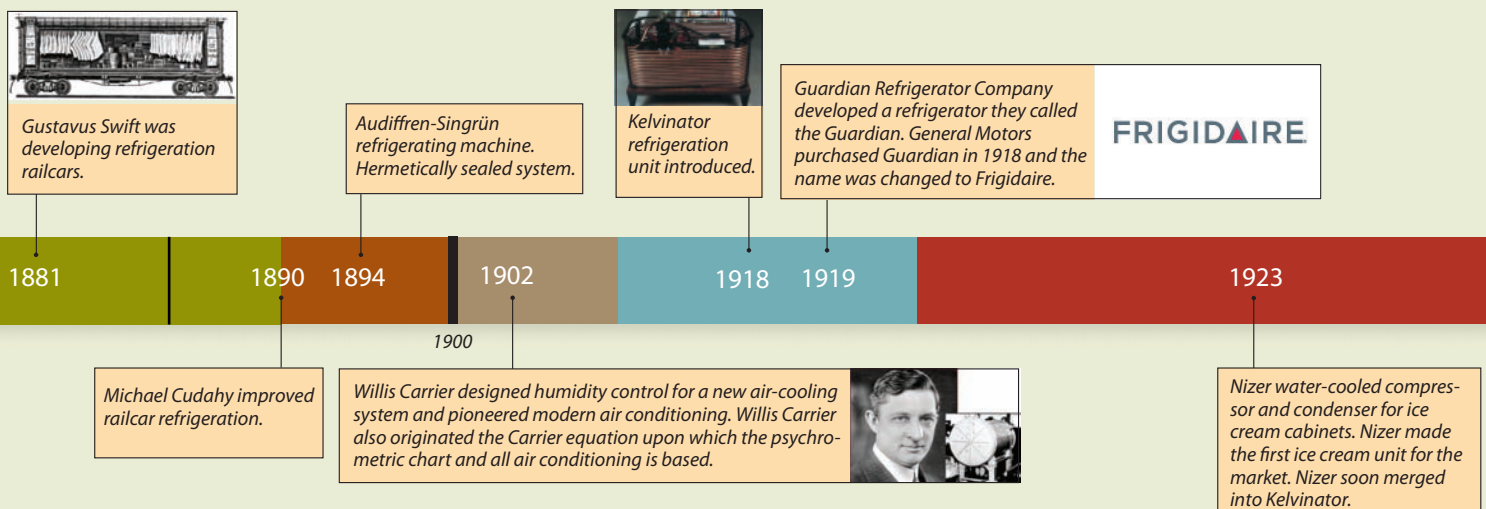 Gustavus Swift was
developing refrigeration
railcars.
Audiffren-Singrün
refrigerating machine.
Hermetically sealed system.
Kelvinator
refrigeration
unit introduced.
Guardian Refrigerator Company
developed a refrigerator they called
the Guardian. General Motors
purchased Guardian in 1918 and the
name was changed to Frigidaire.
FRIGIDAIRE
1881
1890
1894
1902
1918
1919
1923
1900
Michael Cudahy improved
railcar refrigeration.
Willis Carrier designed humidity control for a new air-cooling
system and pioneered modern air conditioning. Willis Carrier
also originated the Carrier equation upon which the psychro-
metric chart and all air conditioning is based.
Nizer water-cooled compres-
sor and condenser for ice
cream cabinets. Nizer made
the first ice cream unit for the
market. Nizer soon merged
into Kelvinator.